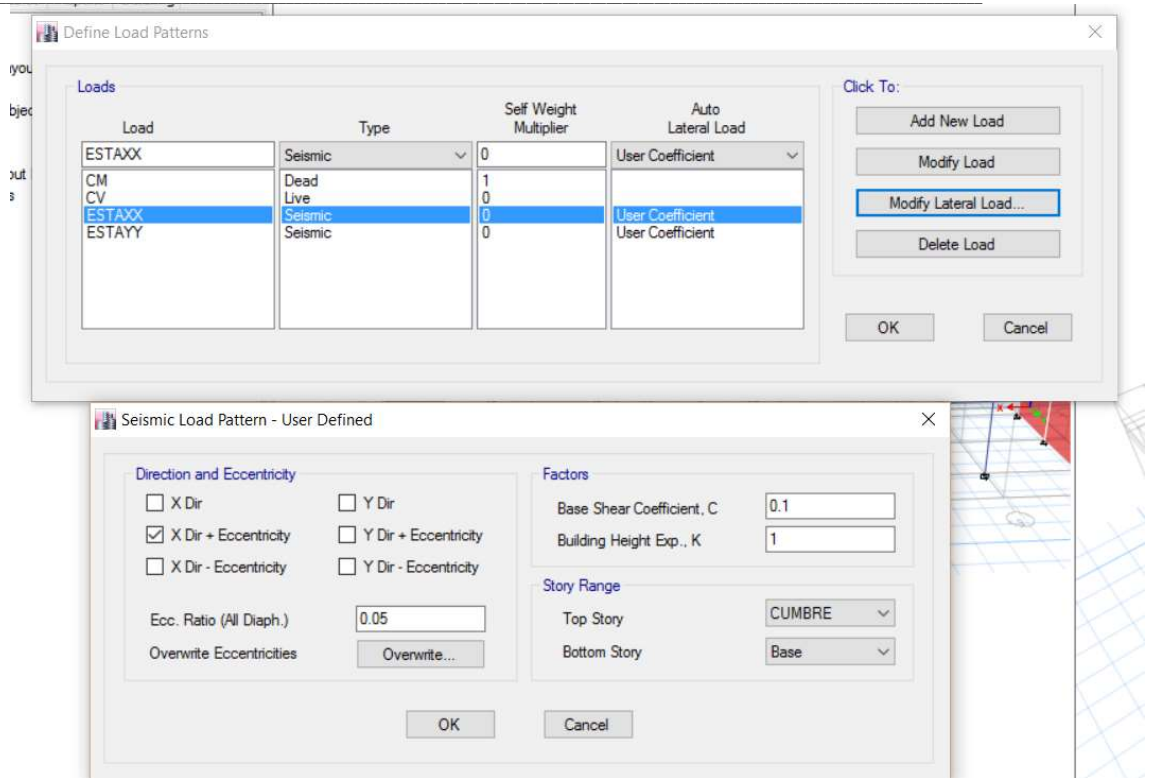 Define Load Patterns
Loads
Load Type Self Weight Multiplier Auto Lateral Load
ESTAXX Seismic 0 User Coefficient
CM Dead 1
CV Live 0
ESTAXX Seismic 0 User Coefficient
ESTAYY Seismic 0 User Coefficient
Click To:
Add New Load
Modify Load
Modify Lateral Load...
Delete Load
OK Cancel
Seismic Load Pattern - User Defined
Direction and Eccentricity
X Dir Y Dir
X Dir + Eccentricity Y Dir + Eccentricity
X Dir - Eccentricity Y Dir - Eccentricity
Ecc. Ratio (All Diaph.) 0.05
Overwrite Eccentricities Overwrite...
Factors
Base Shear Coefficient, C 0.1
Building Height Exp., K 1
Story Range
Top Story CUMBRE
Bottom Story Base
OK Cancel
X